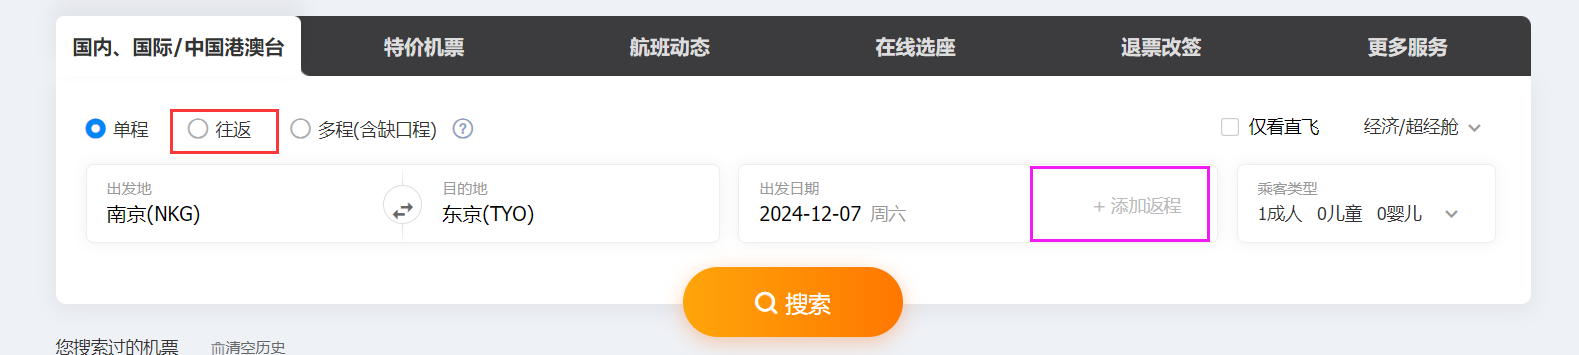 国内、国际/中国港澳台 特价机票 航班动态 在线选座 退票改签 更多服务
单程 往返 多程(含缺口程) ? 仅看直飞 经济/超经舱
出发地 目的地 出发日期 乘客类型
南京(NKG) 东京(TYO) 2024-12-07 周六 + 添加返程 1成人 0儿童 0婴儿
搜索
您搜索过的机票 清空历史